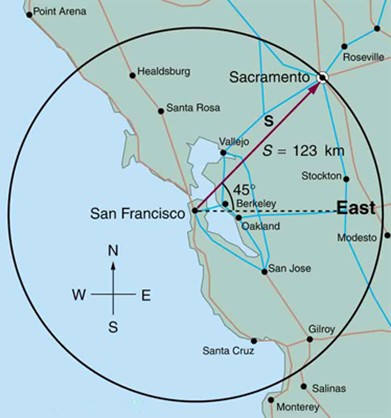 Point Arena
Roseville
Healdsburg
Sacramento
Santa Rosa
S
Vallejo
S = 123 km
Stockton
45°
Berkeley
San Francisco
East
Oakland
Modesto
N
San Jose
W E
S
Gilroy
Santa Cruz
Salinas
Monterey